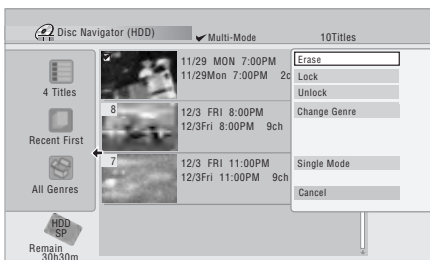 Disc Navigator (HDD)
Multi-Mode
10Titles
4 Titles
Recent First
All Genres
HDD
SP
Remain
30h30m
11/29 MON 7:00PM
11/29Mon 7:00PM 2c
8
12/3 FRI 8:00PM
12/3Fri 8:00PM 9ch
7
12/3 FRI 11:00PM
12/3Fri 11:00PM 9ch
Erase
Lock
Unlock
Change Genre
Single Mode
Cancel